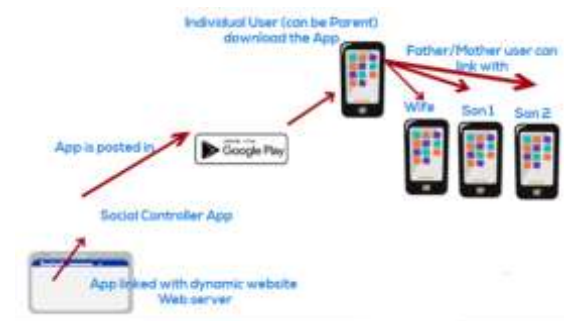 Individual User (can be Parent)
download the App
Father/Mother user can
link with
Wife
Son 1
Son 2
App is posted in
Google Play
Social Controller App
App linked with dynamic website
Web server